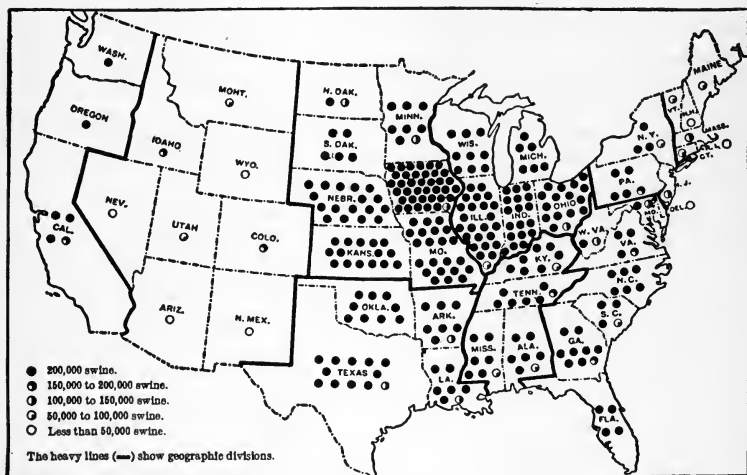 WASH.
MONT.
N. DAK.
MINN.
MAINE
VT.
N.H.
OREGON
IDAHO
S. DAK.
WIS.
MICH.
N.Y.
MASS.
R.I.
CT.
WYO.
NEBR.
PA.
N.J.
NEV.
UTAH
COLO.
ILL.
IND.
OHIO
MD.
DEL.
CAL.
KANS.
MO.
W. VA.
VA.
KY.
N.C.
TENN.
ARIZ.
N. MEX.
OKLA.
ARK.
S. C.
TEXAS
MISS.
ALA.
GA.
LA.
FLA.
200,000 swine.
150,000 to 200,000 swine.
100,000 to 150,000 swine.
50,000 to 100,000 swine.
Less than 50,000 swine.
The heavy lines (▬) show geographic divisions.